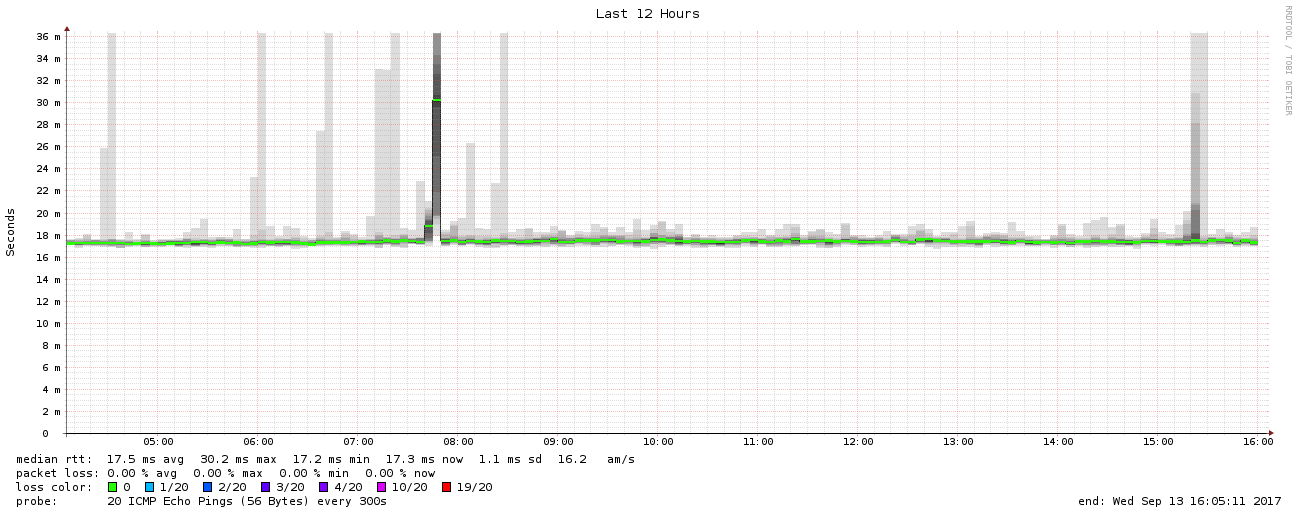 Last 12 Hours
RRDTOOL / TOBI OETIKER
Seconds
36 m
34 m
32 m
30 m
28 m
26 m
24 m
22 m
20 m
18 m
16 m
14 m
12 m
10 m
8 m
6 m
4 m
2 m
0
05:00 06:00 07:00 08:00 09:00 10:00 11:00 12:00 13:00 14:00 15:00 16:00
median rtt: 17.5 ms avg 30.2 ms max 17.2 ms min 17.3 ms now 1.1 ms sd 16.2 am/s
packet loss: 0.00 % avg 0.00 % max 0.00 % min 0.00 % now
loss color: 0 1/20 2/20 3/20 4/20 10/20 19/20
probe: 20 ICMP Echo Pings (56 Bytes) every 300s end: Wed Sep 13 16:05:11 2017